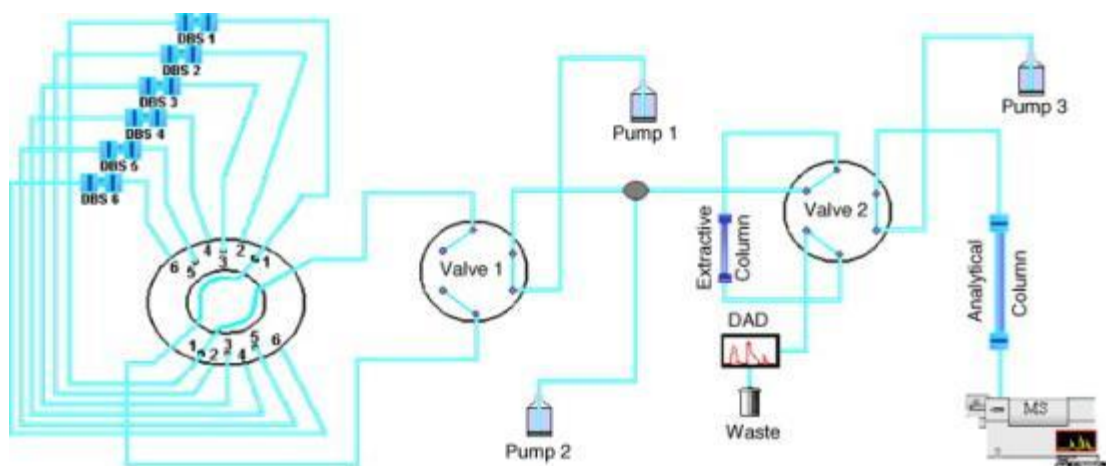 DBS 1
DBS 2
DBS 3
DBS 4
DBS 5
DBS 6
6 5 4 3 2 1
1 2 3 4 5 6
Valve 1
Pump 1
Pump 2
Extractive
Column
Valve 2
Pump 3
DAD
Waste
Analytical
Column
MS